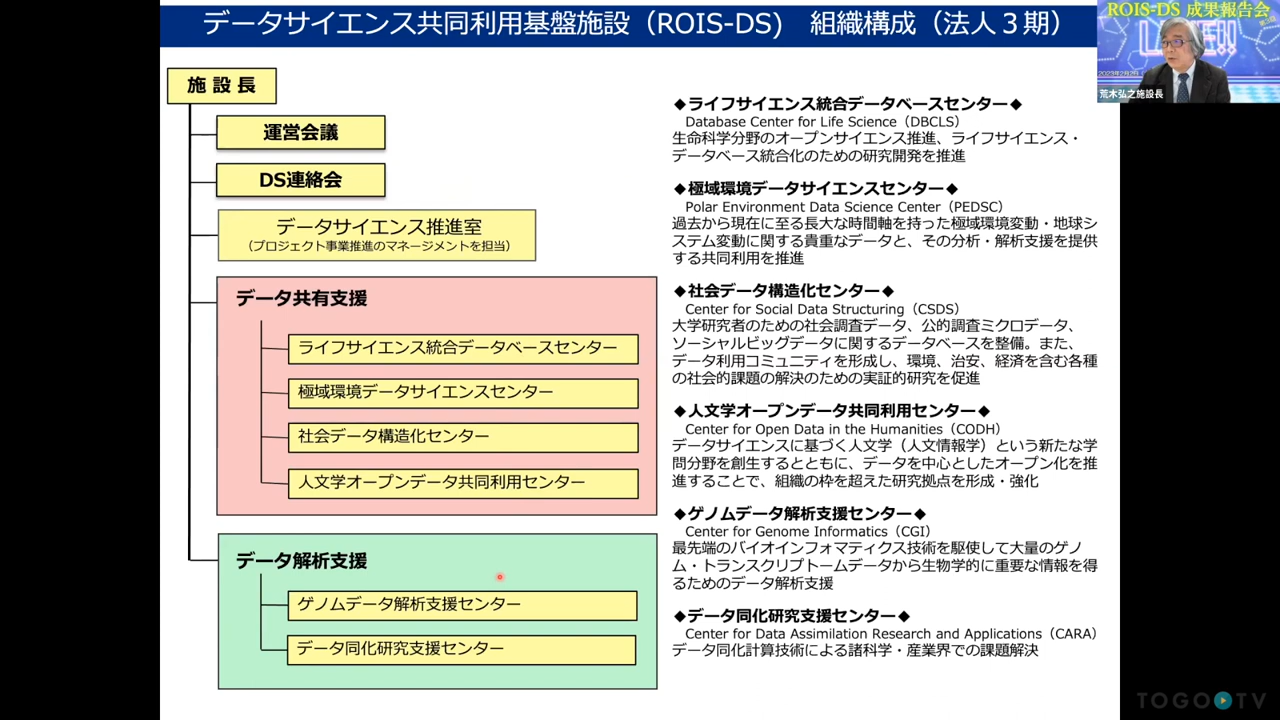 データサイエンス共同利用基盤施設（ROIS-DS） 組織構成（法人３期）
施 設 長
運営会議
DS連絡会
データサイエンス推進室
（プロジェクト事業推進のマネージメントを担当）
データ共有支援
ライフサイエンス統合データベースセンター
極域環境データサイエンスセンター
社会データ構造化センター
人文学オープンデータ共同利用センター
データ解析支援
ゲノムデータ解析支援センター
データ同化研究支援センター
◆ライフサイエンス統合データベースセンター◆
Database Center for Life Science（DBCLS）
生命科学分野のオープンサイエンス推進、ライフサイエンス・
データベース統合化のための研究開発を推進
◆極域環境データサイエンスセンター◆
Polar Environment Data Science Center（PEDSC）
過去から現在に至る長大な時間軸を持った極域環境変動・地球シ
ステム変動に関する貴重なデータと、その分析・解析支援を提供
する共同利用を推進
◆社会データ構造化センター◆
Center for Social Data Structuring（CSDS）
大学研究者のための社会調査データ、公的調査ミクロデータ、
ソーシャルビッグデータに関するデータベースを整備。また、
データ利用コミュニティを形成し、環境、治安、経済を含む各種
の社会的課題の解決のための実証的研究を促進
◆人文学オープンデータ共同利用センター◆
Center for Open Data in the Humanities（CODH）
データサイエンスに基づく人文学（人文情報学）という新たな学
問分野を創生するとともに、データを中心としたオープン化を推
進することで、組織の枠を超えた研究拠点を形成・強化
◆ゲノムデータ解析支援センター◆
Center for Genome Informatics（CGI）
最先端のバイオインフォマティクス技術を駆使して大量のゲノ
ム・トランスクリプトームデータから生物学的に重要な情報を得
るためのデータ解析支援
◆データ同化研究支援センター◆
Center for Data Assimilation Research and Applications（CARA）
データ同化計算技術による諸科学・産業界での課題解決
ROIS-DS 成果報告会
荒木弘之施設長
TOGO TV